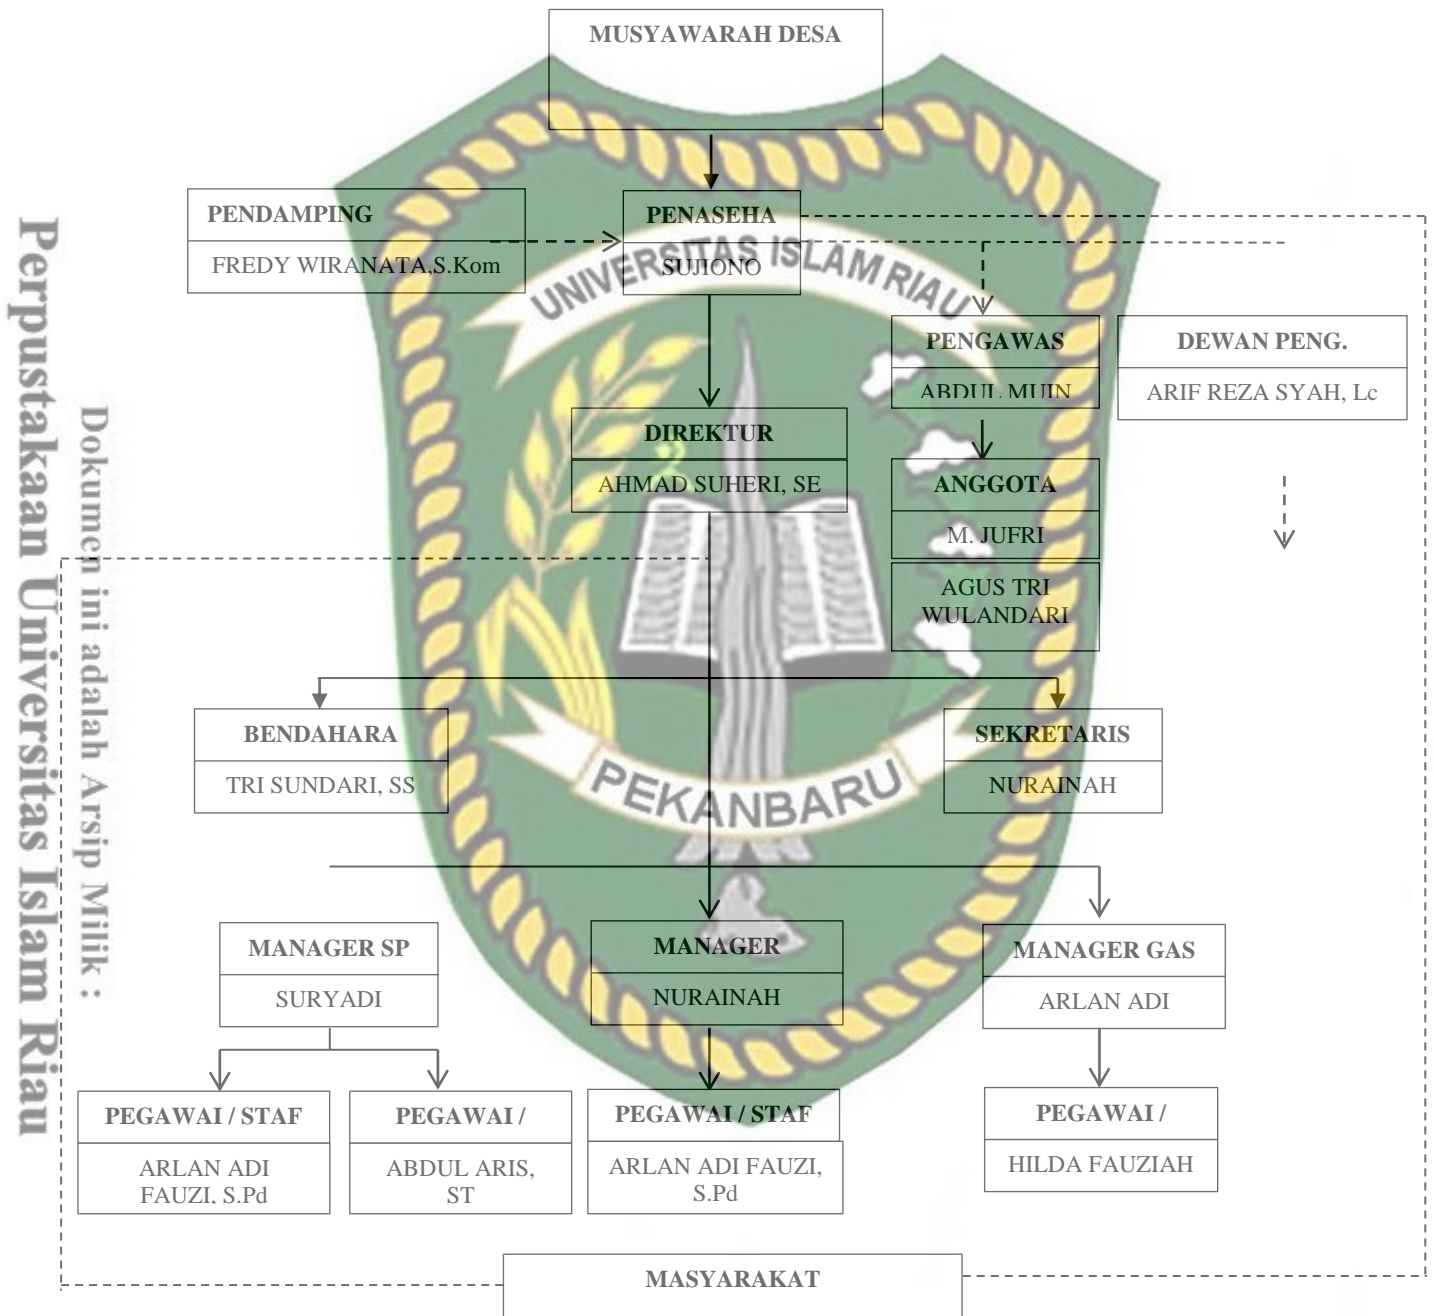 MUSYAWARAH DESA
PENDAMPING
FREDY WIRANATA,S.Kom
PENASEHA
SUJIONO
UNIVERSITAS ISLAM RIAU
PENGAWAS
ABDUL MUIN
DEWAN PENG.
ARIF REZA SYAH, Lc
DIREKTUR
AHMAD SUHERI, SE
ANGGOTA
M. JUFRI
AGUS TRI
WULANDARI
BENDAHARA
TRI SUNDARI, SS
SEKRETARIS
NURAINAH
PEKANBARU
MANAGER SP
SURYADI
MANAGER
NURAINAH
MANAGER GAS
ARLAN ADI
PEGAWAI / STAF
ARLAN ADI
FAUZI, S.Pd
PEGAWAI /
ABDUL ARIS,
ST
PEGAWAI / STAF
ARLAN ADI FAUZI,
S.Pd
PEGAWAI /
HILDA FAUZIAH
MASYARAKAT
Dokumen ini adalah Arsip Milik :
Perpustakaan Universitas Islam Riau